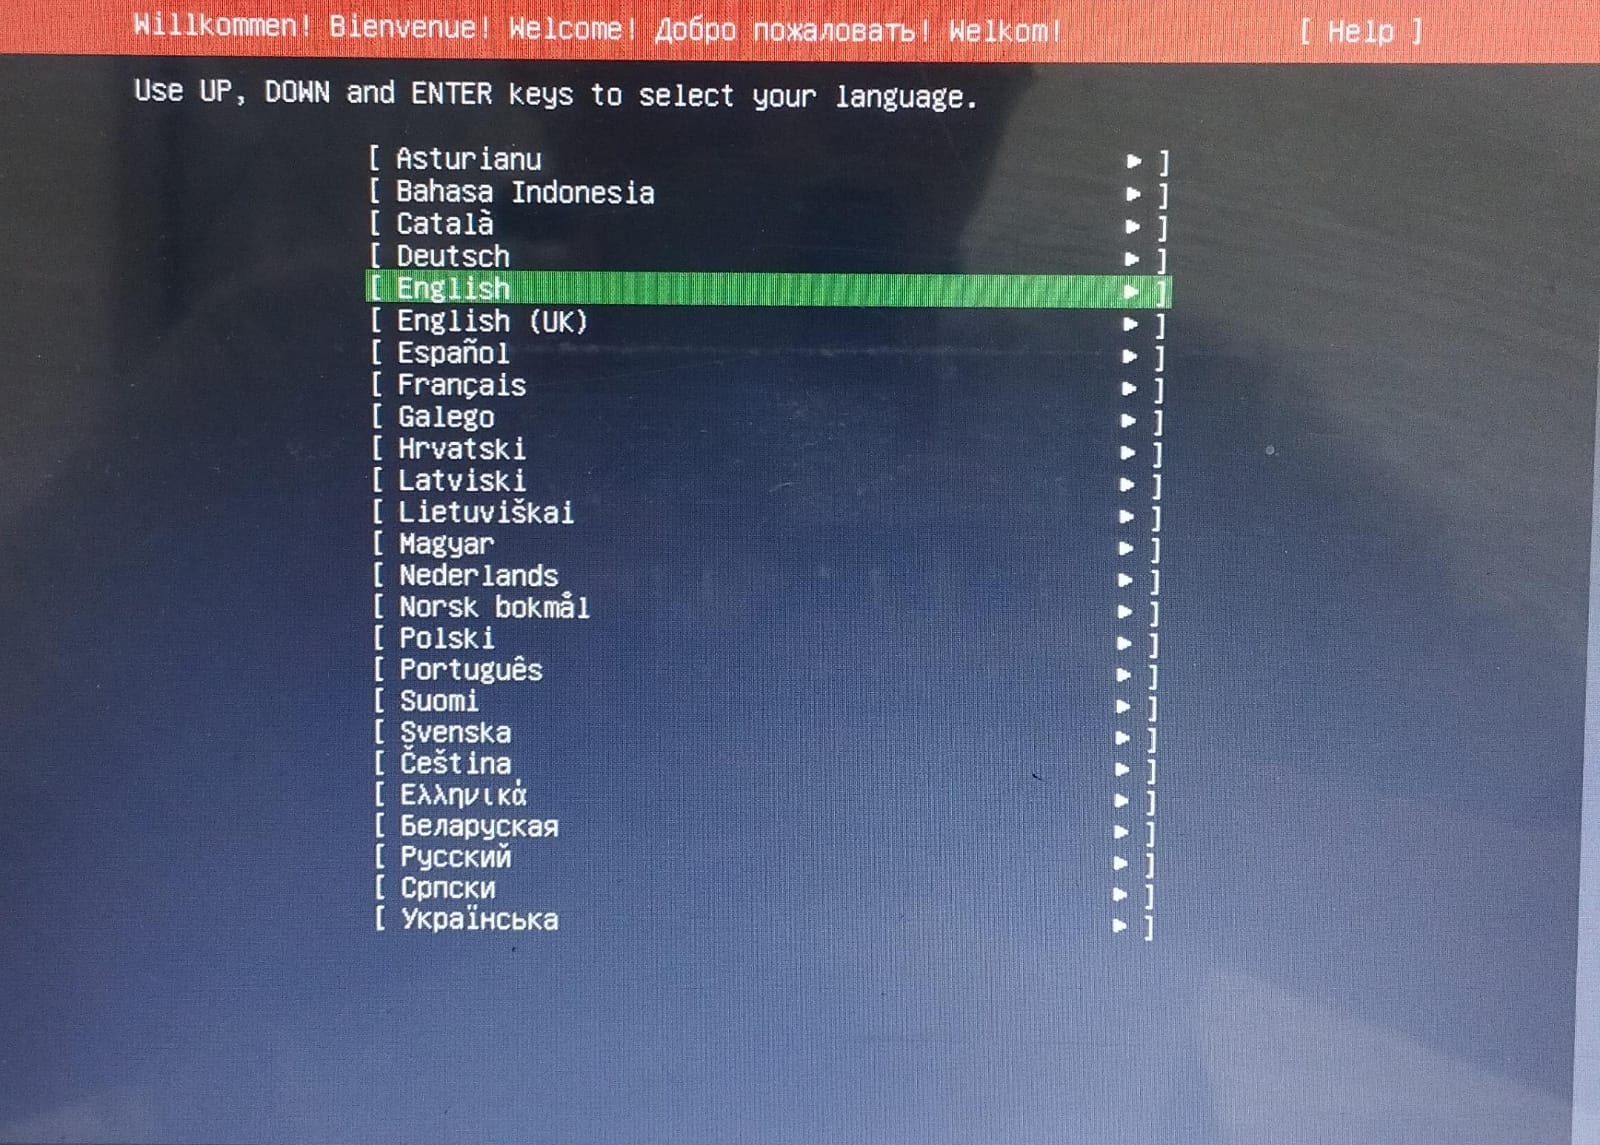 Willkommen! Bienvenue! Welcome! Добро пожаловать! Welkom! [ Help ]
Use UP, DOWN and ENTER keys to select your language.
[ Asturianu ▸ ]
[ Bahasa Indonesia ▸ ]
[ Català ▸ ]
[ Deutsch ▸ ]
[ English ▸ ]
[ English (UK) ▸ ]
[ Español ▸ ]
[ Français ▸ ]
[ Galego ▸ ]
[ Hrvatski ▸ ]
[ Latviski ▸ ]
[ Lietuviškai ▸ ]
[ Magyar ▸ ]
[ Nederlands ▸ ]
[ Norsk bokmål ▸ ]
[ Polski ▸ ]
[ Português ▸ ]
[ Suomi ▸ ]
[ Svenska ▸ ]
[ Čeština ▸ ]
[ Ελληνικά ▸ ]
[ Беларуская ▸ ]
[ Русский ▸ ]
[ Српски ▸ ]
[ Українська ▸ ]